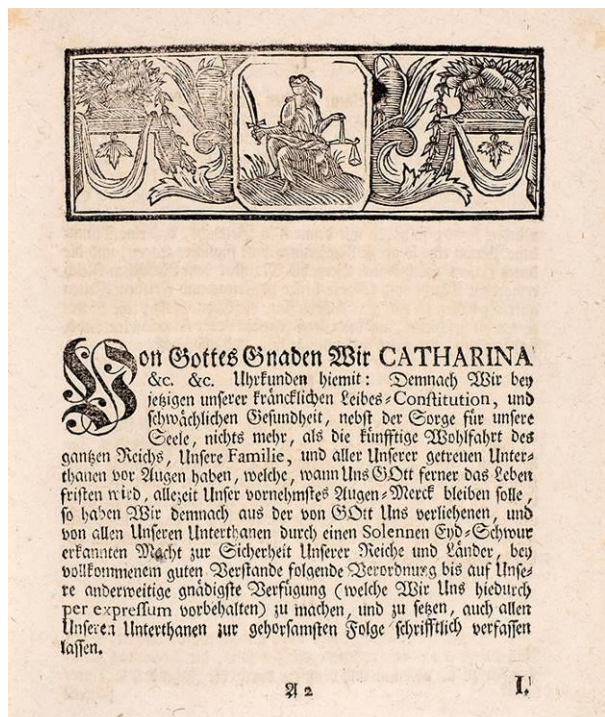 Von Gottes Gnaden Wir CATHARINA
&c. &c. Uhrkunden hiemit: Demnach Wir bey
jetzigen unserer kräncklichen Leibes-Constitution, und
schwächlichen Gesundheit, nebst der Sorge für unsere
Seele, nichts mehr, als die künfftige Wohlfahrt des
gantzen Reichs, Unsere Familie, und aller Unserer getreuen Unter-
thanen vor Augen haben, welche, wann Uns GOtt ferner das Leben
fristen wird, allezeit Unser vornehmstes Augen-Merck bleiben solle,
so haben Wir demnach aus der von GOtt Uns verliehenen, und
von allen Unseren Unterthanen durch einen Solennen Eyd-Schwur
erkannten Macht zur Sicherheit Unserer Reiche und Länder, bey
vollkommenem guten Verstande folgende Verordnung bis auf Unse-
re anderweitige gnädigste Verfügung (welche Wir Uns hiedurch
per expressum vorbehalten) zu machen, und zu setzen, auch allen
Unseren Unterthanen zur gehorsamsten Folge schrifftlich verfassen
lassen.
A 2
I.